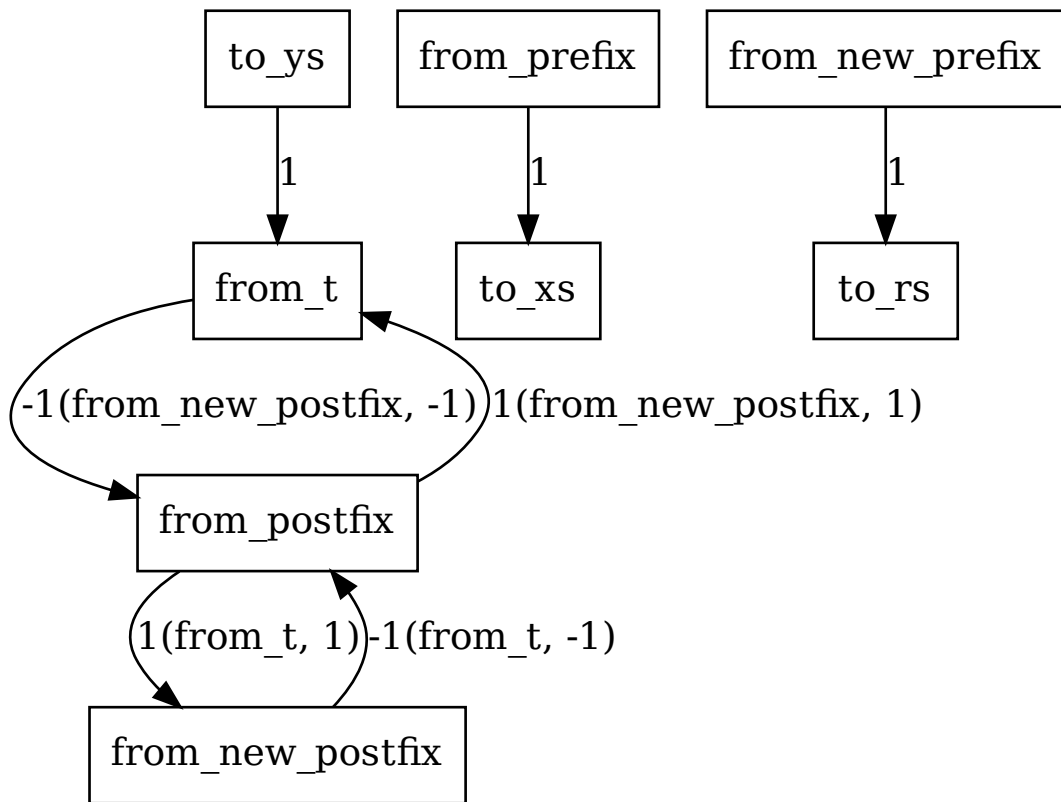 to_ys
from_prefix
from_new_prefix
1
1
1
from_t
to_xs
to_rs
-1(from_new_postfix, -1)
1(from_new_postfix, 1)
from_postfix
1(from_t, 1)
-1(from_t, -1)
from_new_postfix